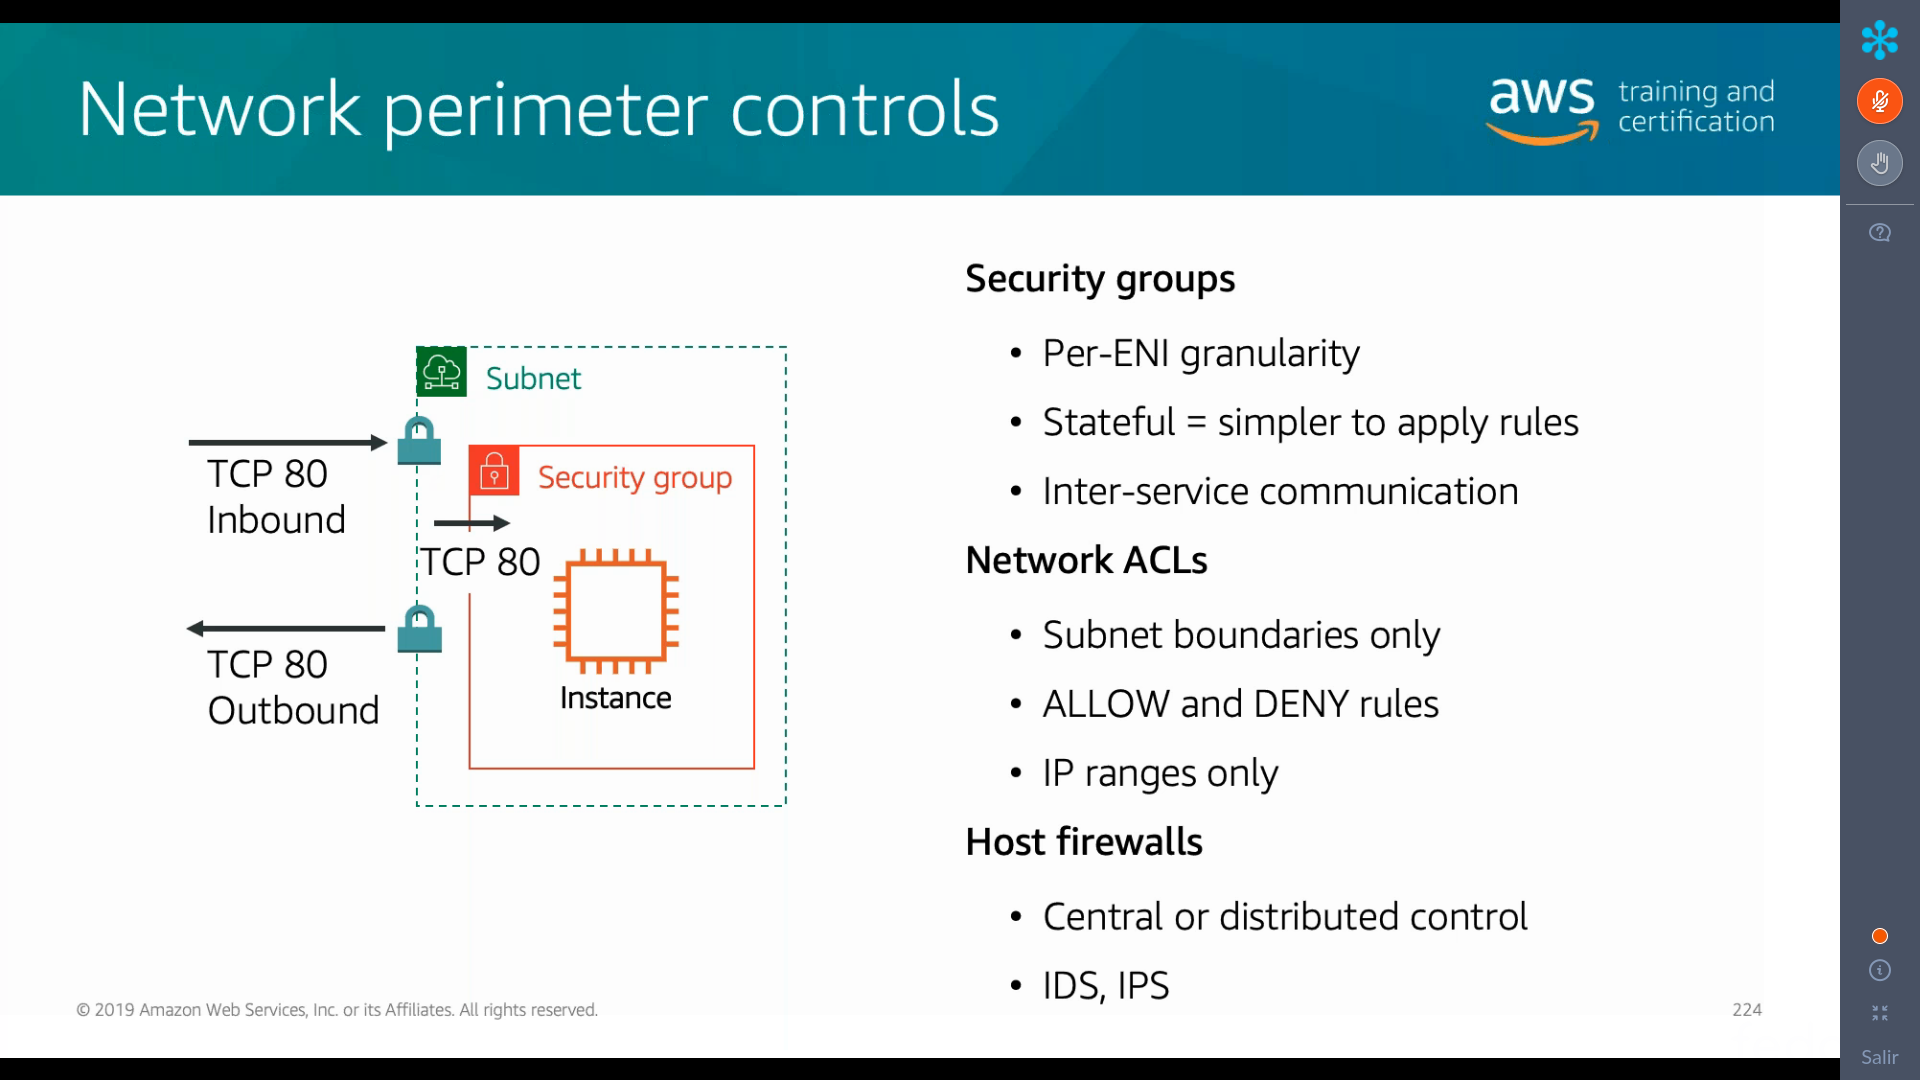 Network perimeter controls
aws training and
certification
Security groups
• Per-ENI granularity
• Stateful = simpler to apply rules
• Inter-service communication
Network ACLs
• Subnet boundaries only
• ALLOW and DENY rules
• IP ranges only
Host firewalls
• Central or distributed control
• IDS, IPS
Subnet
Security group
TCP 80
Inbound
TCP 80
TCP 80
Outbound
Instance
© 2019 Amazon Web Services, Inc. or its Affiliates. All rights reserved.
224
Salir